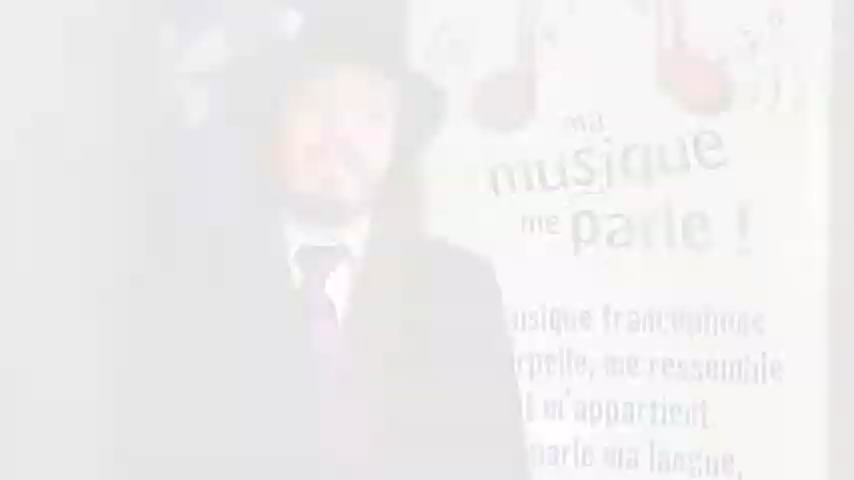 ma
musique
me parle !
usique francophone
rpelle, me ressemble
t m'appartient.
parle ma langue,